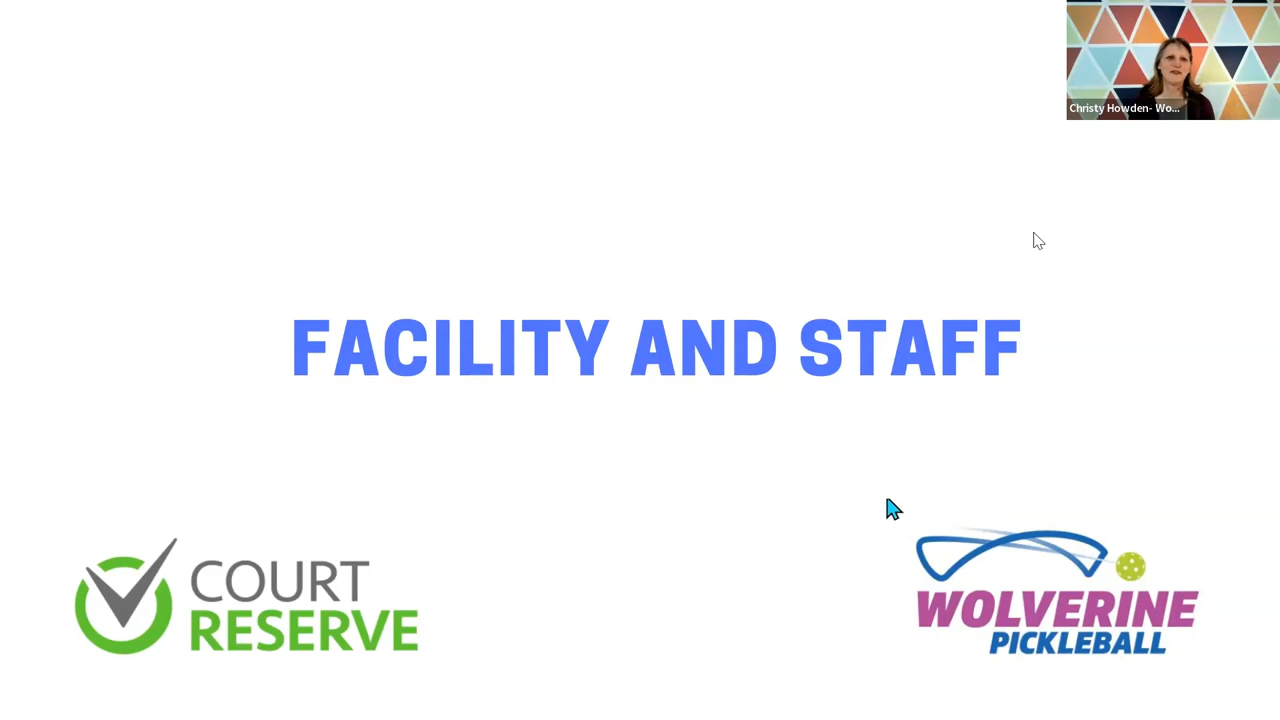 Christy Howden- Wo...
FACILITY AND STAFF
COURT
RESERVE
WOLVERINE
PICKLEBALL